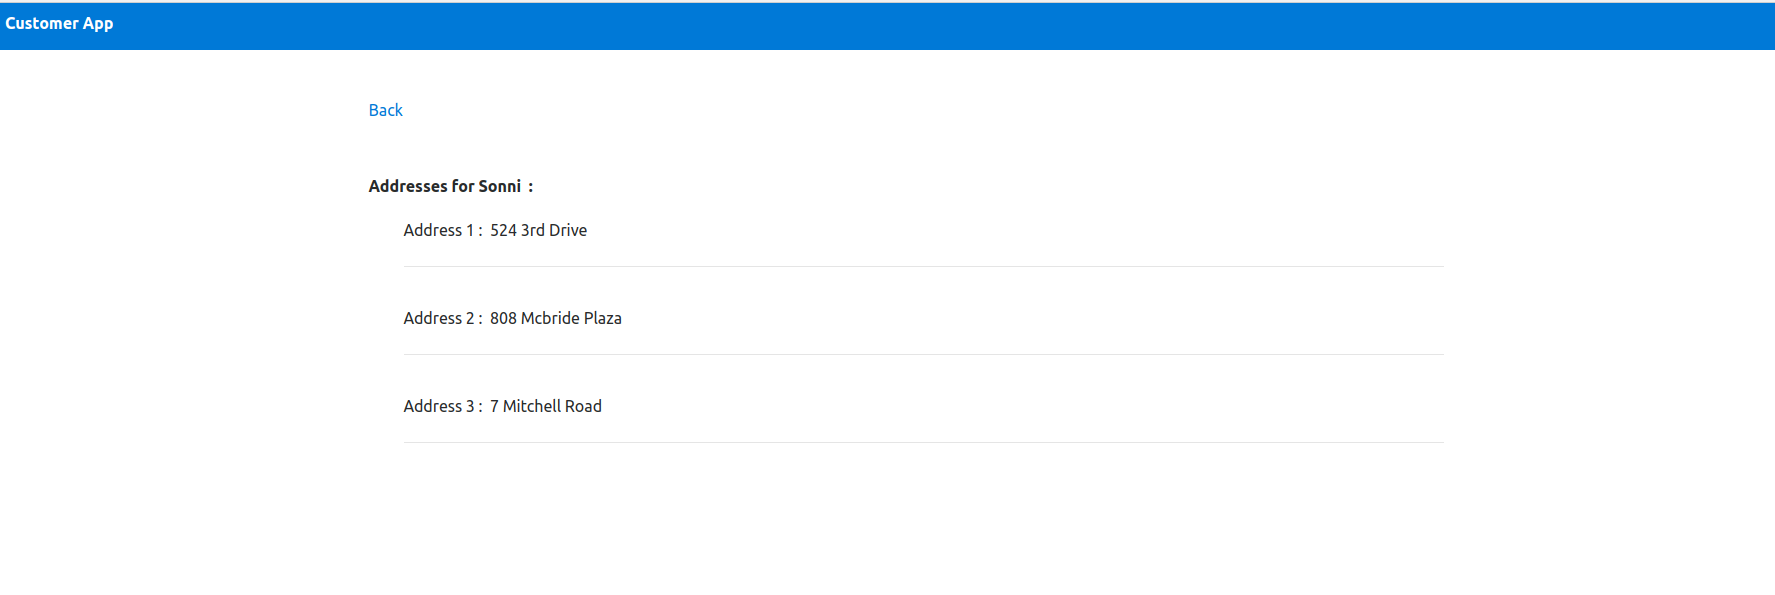 Customer App
Back
Addresses for Sonni :
Address 1 : 524 3rd Drive
Address 2 : 808 Mcbride Plaza
Address 3 : 7 Mitchell Road